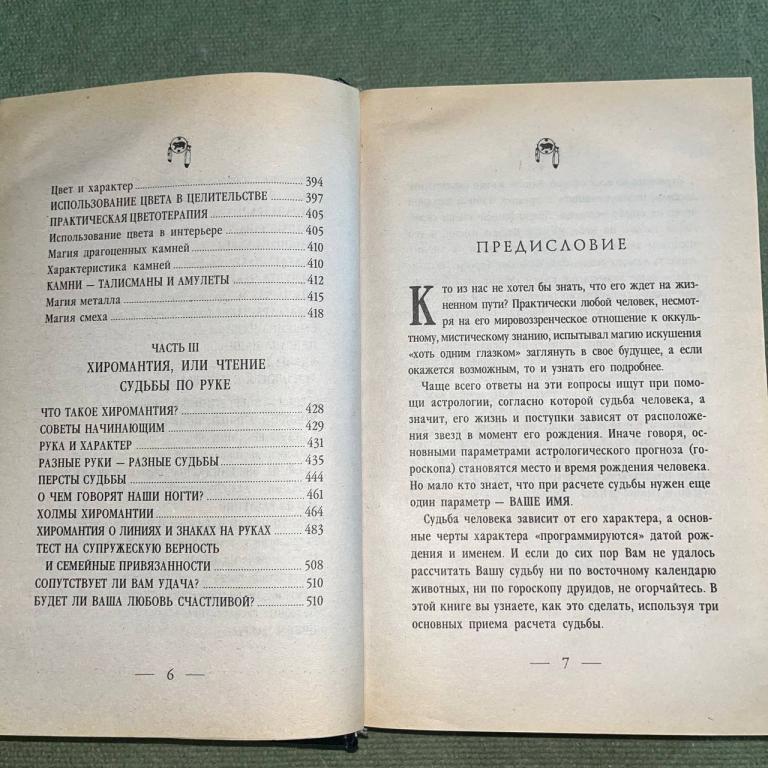 Цвет и характер 394
ИСПОЛЬЗОВАНИЕ ЦВЕТА В ЦЕЛИТЕЛЬСТВЕ 397
ПРАКТИЧЕСКАЯ ЦВЕТОТЕРАПИЯ 405
Использование цвета в интерьере 405
Магия драгоценных камней 410
Характеристика камней 410
КАМНИ — ТАЛИСМАНЫ И АМУЛЕТЫ 412
Магия металла 415
Магия смеха 418
ЧАСТЬ III
ХИРОМАНТИЯ, ИЛИ ЧТЕНИЕ
СУДЬБЫ ПО РУКЕ
ЧТО ТАКОЕ ХИРОМАНТИЯ? 428
СОВЕТЫ НАЧИНАЮЩИМ 429
РУКА И ХАРАКТЕР 431
РАЗНЫЕ РУКИ — РАЗНЫЕ СУДЬБЫ 435
ПЕРСТЫ СУДЬБЫ 444
О ЧЕМ ГОВОРЯТ НАШИ НОГТИ? 461
ХОЛМЫ ХИРОМАНТИИ 464
ХИРОМАНТИЯ О ЛИНИЯХ И ЗНАКАХ НА РУКАХ 483
ТЕСТ НА СУПРУЖЕСКУЮ ВЕРНОСТЬ
И СЕМЕЙНЫЕ ПРИВЯЗАННОСТИ 508
СОПУТСТВУЕТ ЛИ ВАМ УДАЧА? 510
БУДЕТ ЛИ ВАША ЛЮБОВЬ СЧАСТЛИВОЙ? 510
— 6 —
ПРЕДИСЛОВИЕ
Кто из нас не хотел бы знать, что его ждет на жиз-
ненном пути? Практически любой человек, несмот-
ря на его мировоззренческое отношение к оккуль-
тному, мистическому знанию, испытывал магию искушения
«хоть одним глазком» заглянуть в свое будущее, а если
окажется возможным, то и узнать его подробнее.
Чаще всего ответы на эти вопросы ищут при помо-
щи астрологии, согласно которой судьба человека, а
значит, его жизнь и поступки зависят от расположе-
ния звезд в момент его рождения. Иначе говоря, ос-
новными параметрами астрологического прогноза (го-
роскопа) становятся место и время рождения человека.
Но мало кто знает, что при расчете судьбы нужен еще
один параметр — ВАШЕ ИМЯ.
Судьба человека зависит от его характера, а основ-
ные черты характера “программируются” датой рож-
дения и именем. И если до сих пор Вам не удалось
рассчитать Вашу судьбу ни по восточному календарю
животных, ни по гороскопу друидов, не огорчайтесь. В
этой книге вы узнаете, как это сделать, используя три
основных приема расчета судьбы.
— 7 —